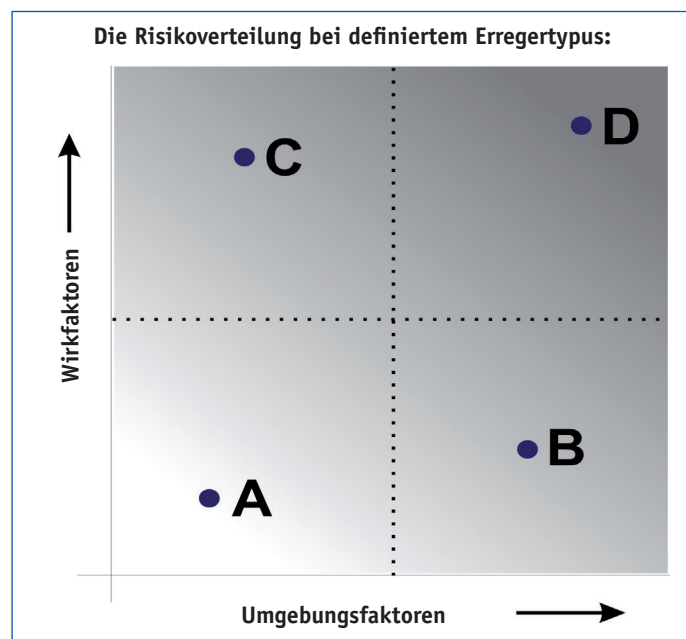 Die Risikoverteilung bei definiertem Erregertypus:
C
D
Wirkfaktoren
B
A
Umgebungsfaktoren